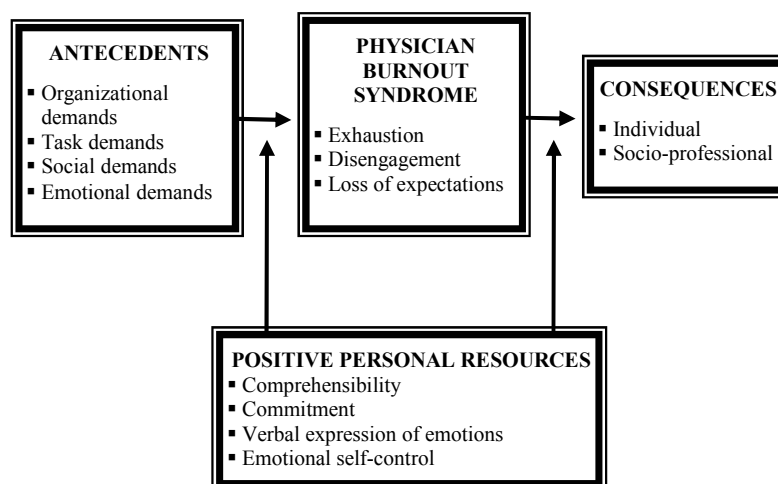 ANTECEDENTS
▪ Organizational
demands
▪ Task demands
▪ Social demands
▪ Emotional demands
PHYSICIAN
BURNOUT
SYNDROME
▪ Exhaustion
▪ Disengagement
▪ Loss of expectations
CONSEQUENCES
▪ Individual
▪ Socio-professional
POSITIVE PERSONAL RESOURCES
▪ Comprehensibility
▪ Commitment
▪ Verbal expression of emotions
▪ Emotional self-control